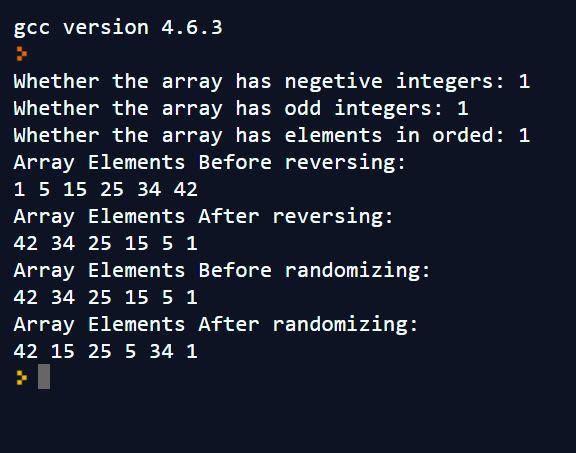 gcc version 4.6.3
>
Whether the array has negetive integers: 1
Whether the array has odd integers: 1
Whether the array has elements in orded: 1
Array Elements Before reversing:
1 5 15 25 34 42
Array Elements After reversing:
42 34 25 15 5 1
Array Elements Before randomizing:
42 34 25 15 5 1
Array Elements After randomizing:
42 15 25 5 34 1
>